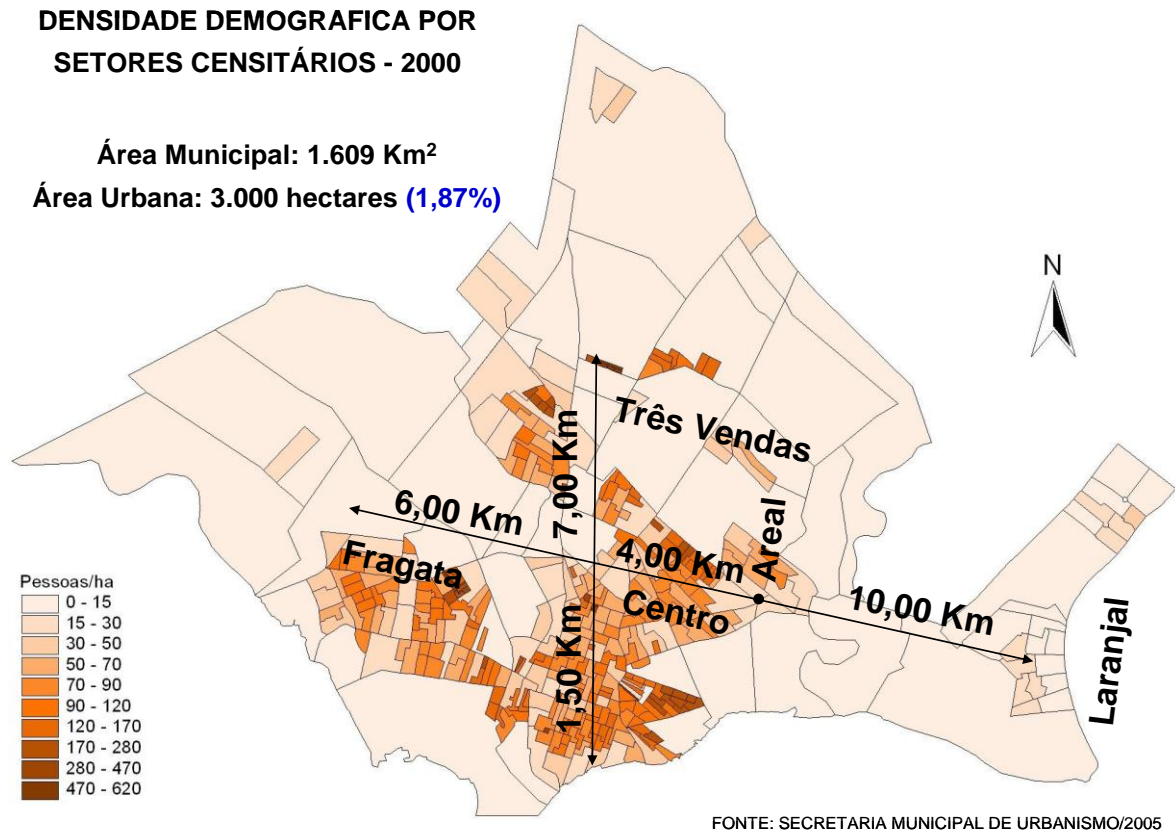 DENSIDADE DEMOGRAFICA POR
SETORES CENSITÁRIOS - 2000
Área Municipal: 1.609 Km²
Área Urbana: 3.000 hectares (1,87%)
N
Três Vendas
7,00 Km
6,00 Km
Fragata
4,00 Km
Areal
Centro
10,00 Km
1,50 Km
Laranjal
Pessoas/ha
0 - 15
15 - 30
30 - 50
50 - 70
70 - 90
90 - 120
120 - 170
170 - 280
280 - 470
470 - 620
FONTE: SECRETARIA MUNICIPAL DE URBANISMO/2005